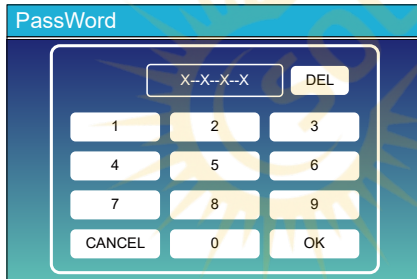 PassWord
X--X--X--X DEL
1 2 3
4 5 6
7 8 9
CANCEL 0 OK